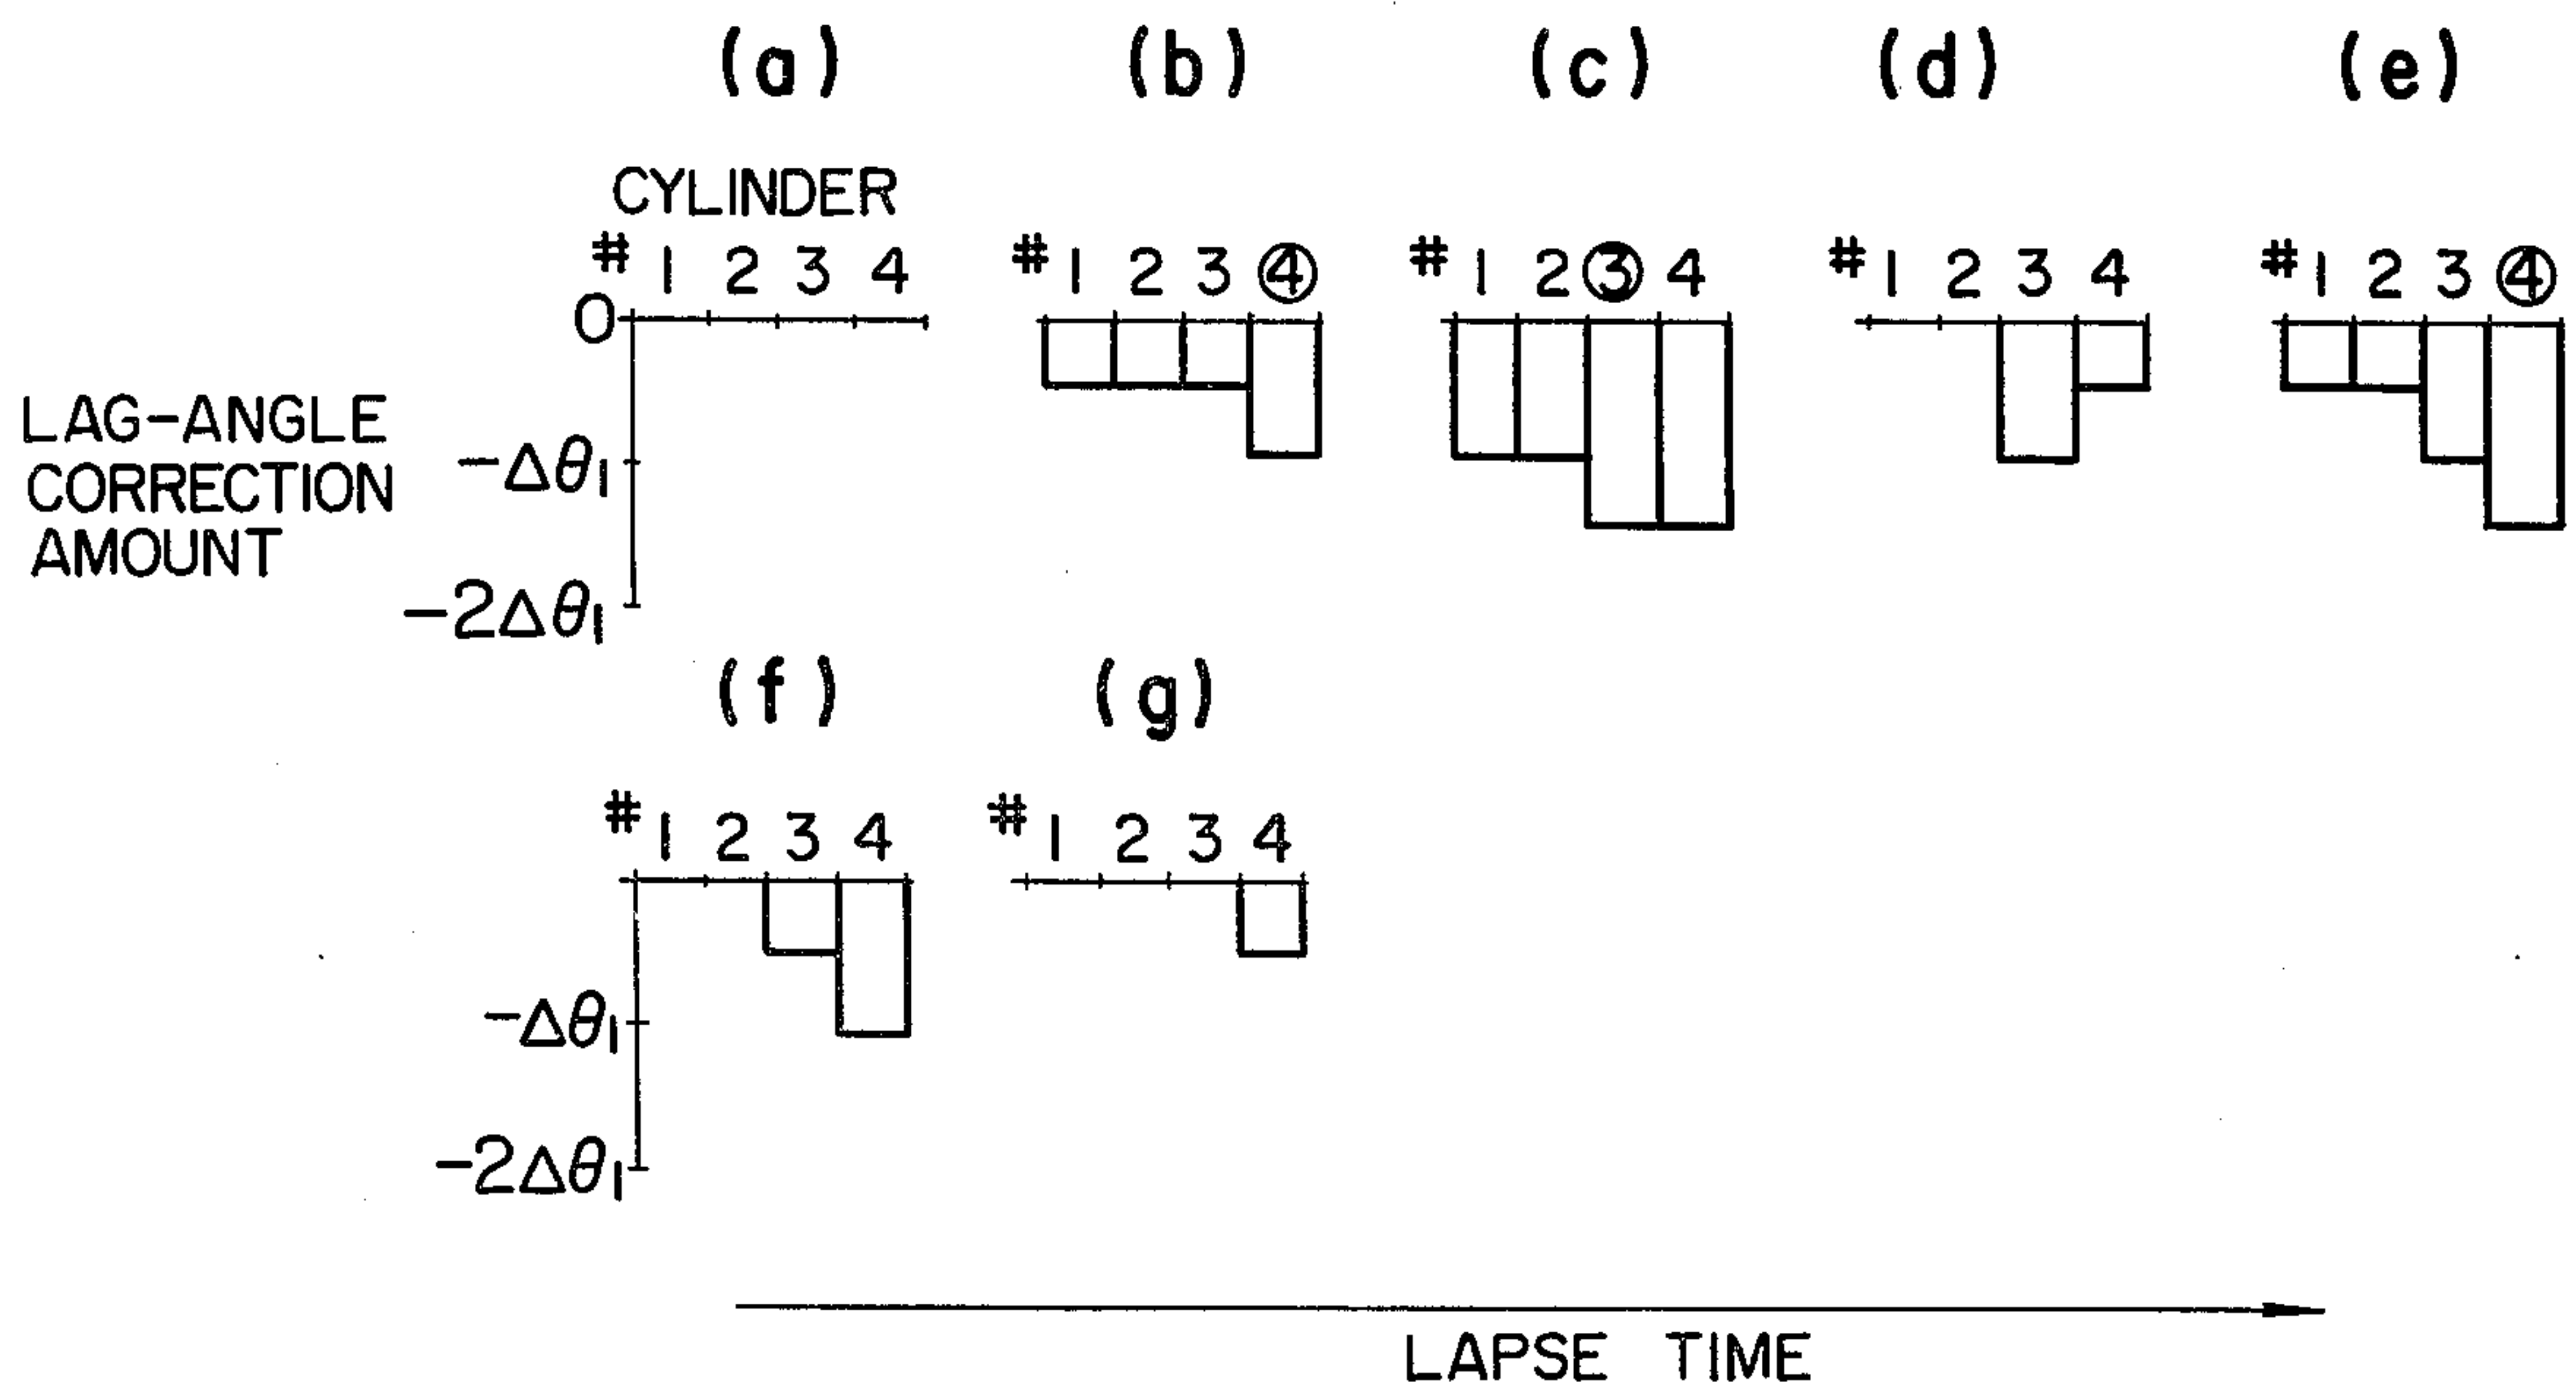 (a) (b) (c) (d) (e)
CYLINDER
# 1 2 3 4 # 1 2 3 ④ # 1 2 ③ 4 # 1 2 3 4 # 1 2 3 ④
0
LAG-ANGLE
CORRECTION
AMOUNT
-Δθ1
-2Δθ1
(f) (g)
# 1 2 3 4 # 1 2 3 4
-Δθ1
-2Δθ1
LAPSE TIME